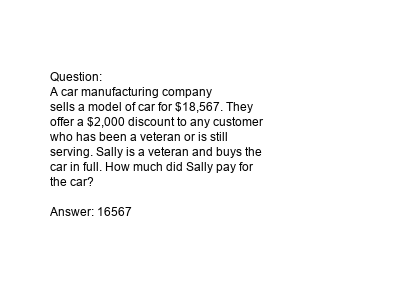 Question:
A car manufacturing company
sells a model of car for $18,567. They
offer a $2,000 discount to any customer
who has been a veteran or is still
serving. Sally is a veteran and buys the
car in full. How much did Sally pay for
the car?

Answer: 16567